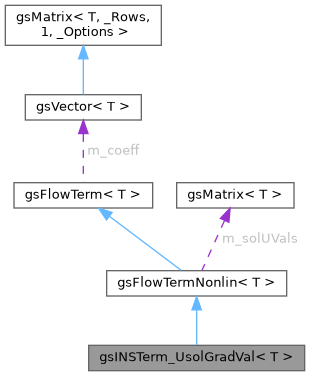 gsMatrix< T, _Rows,
1, _Options >
gsVector< T >
m_coeff
gsFlowTerm< T >
gsMatrix< T >
m_solUVals
gsFlowTermNonlin< T >
gsINSTerm_UsolGradVal< T >